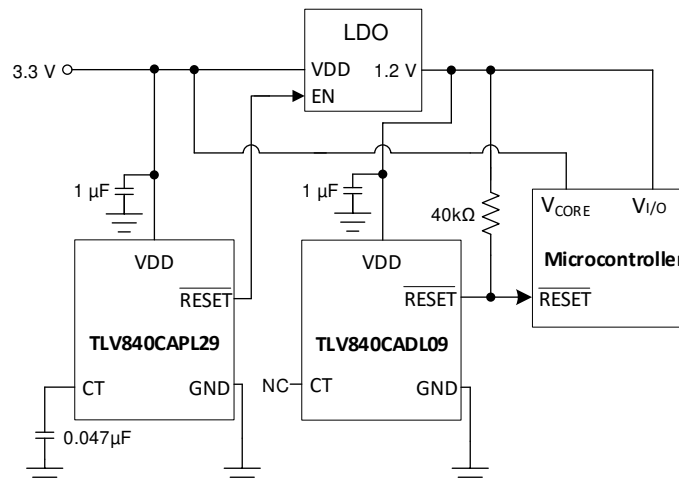 LDO
3.3 V
VDD
1.2 V
EN
1 µF
1 µF
40kΩ
VCORE
VI/O
Microcontroller
RESET
VDD
RESET
TLV840CAPL29
CT
GND
0.047µF
VDD
RESET
TLV840CADL09
NC
CT
GND